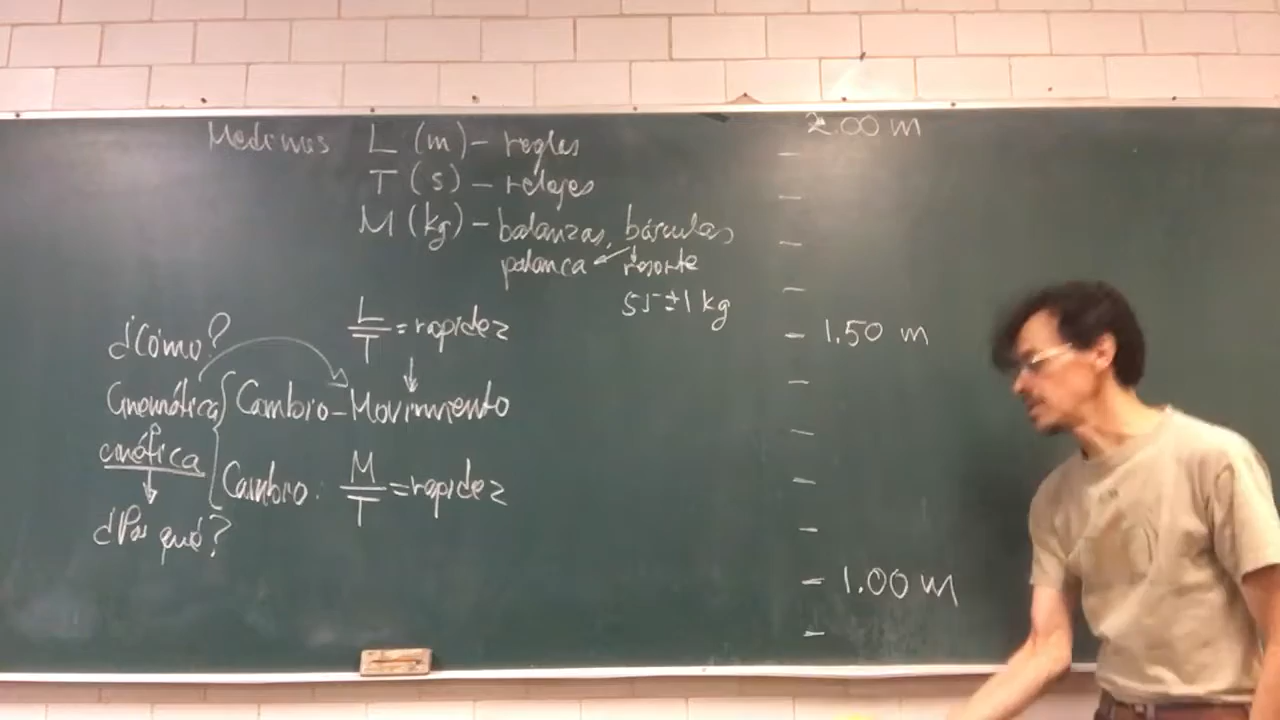 Medimos L (m) - reglas
T (s) - relojes
M (kg) - balanzas, básculas
palanca ← resorte
55 ± 1 kg
L/T = rapidez
¿Cómo?
Cinemática { Cambio - Movimiento
cinética
Cambio: M/T = rapidez
¿Por qué?
2.00 m
1.50 m
1.00 m